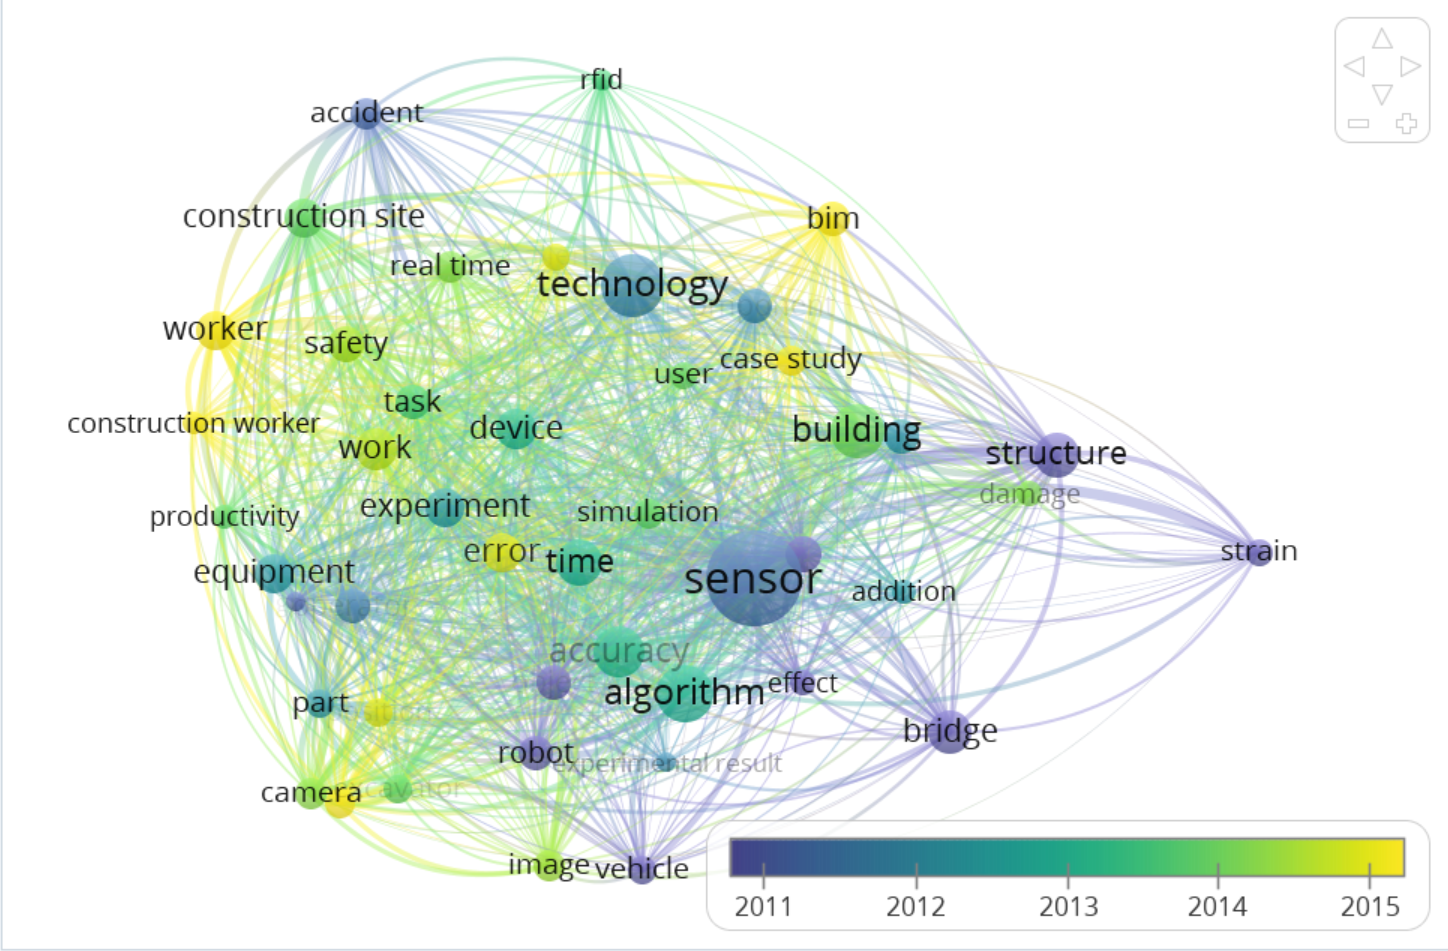 rfid
accident
construction site
bim
real time
technology
worker
safety
case study
user
task
construction worker
device
building
work
structure
damage
experiment
simulation
productivity
error
time
strain
equipment
sensor
addition
accuracy
algorithm
effect
part
bridge
robot
experimental result
camera
image
vehicle
2011
2012
2013
2014
2015